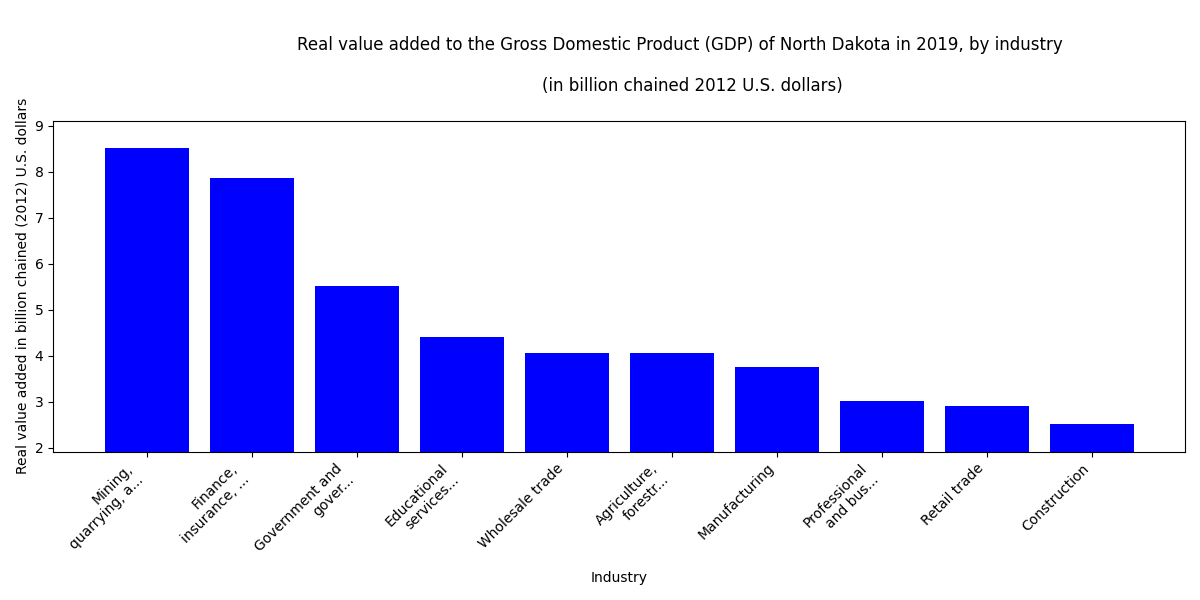 Real value added to the Gross Domestic Product (GDP) of North Dakota in 2019, by industry
(in billion chained 2012 U.S. dollars)
Real value added in billion chained (2012) U.S. dollars
9
8
7
6
5
4
3
2
Mining,
quarrying, a...
Finance,
insurance, ...
Government and
gover...
Educational
services...
Wholesale trade
Agriculture,
forestr...
Manufacturing
Professional
and bus...
Retail trade
Construction
Industry